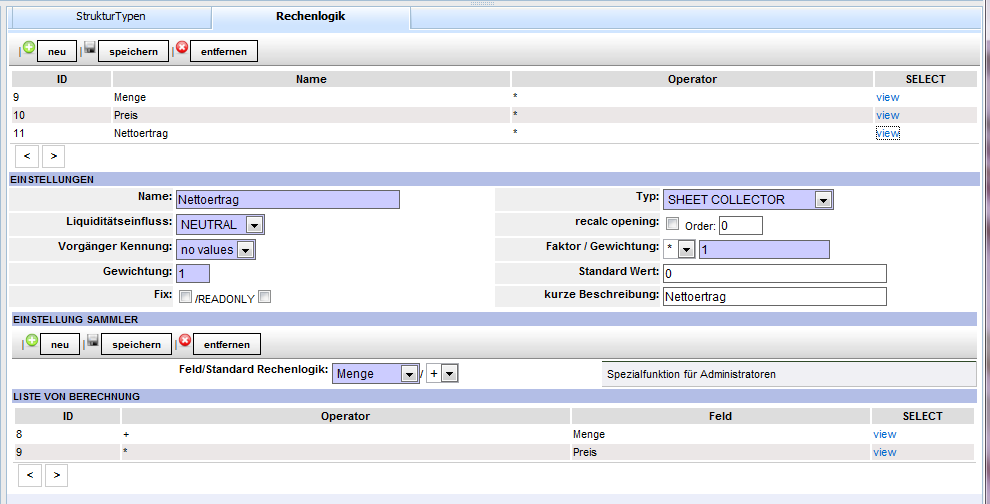 StrukturTypen Rechenlogik
neu speichern entfernen
ID Name Operator SELECT
9 Menge * view
10 Preis * view
11 Nettoertrag * view
< >
EINSTELLUNGEN
Name: Nettoertrag Typ: SHEET COLLECTOR
Liquiditätseinfluss: NEUTRAL recalc opening: Order: 0
Vorgänger Kennung: no values Faktor / Gewichtung: * 1
Gewichtung: 1 Standard Wert: 0
Fix: /READONLY kurze Beschreibung: Nettoertrag
EINSTELLUNG SAMMLER
neu speichern entfernen
Feld/Standard Rechenlogik: Menge / + Spezialfunktion für Administratoren
LISTE VON BERECHNUNG
ID Operator Feld SELECT
8 + Menge view
9 * Preis view
< >